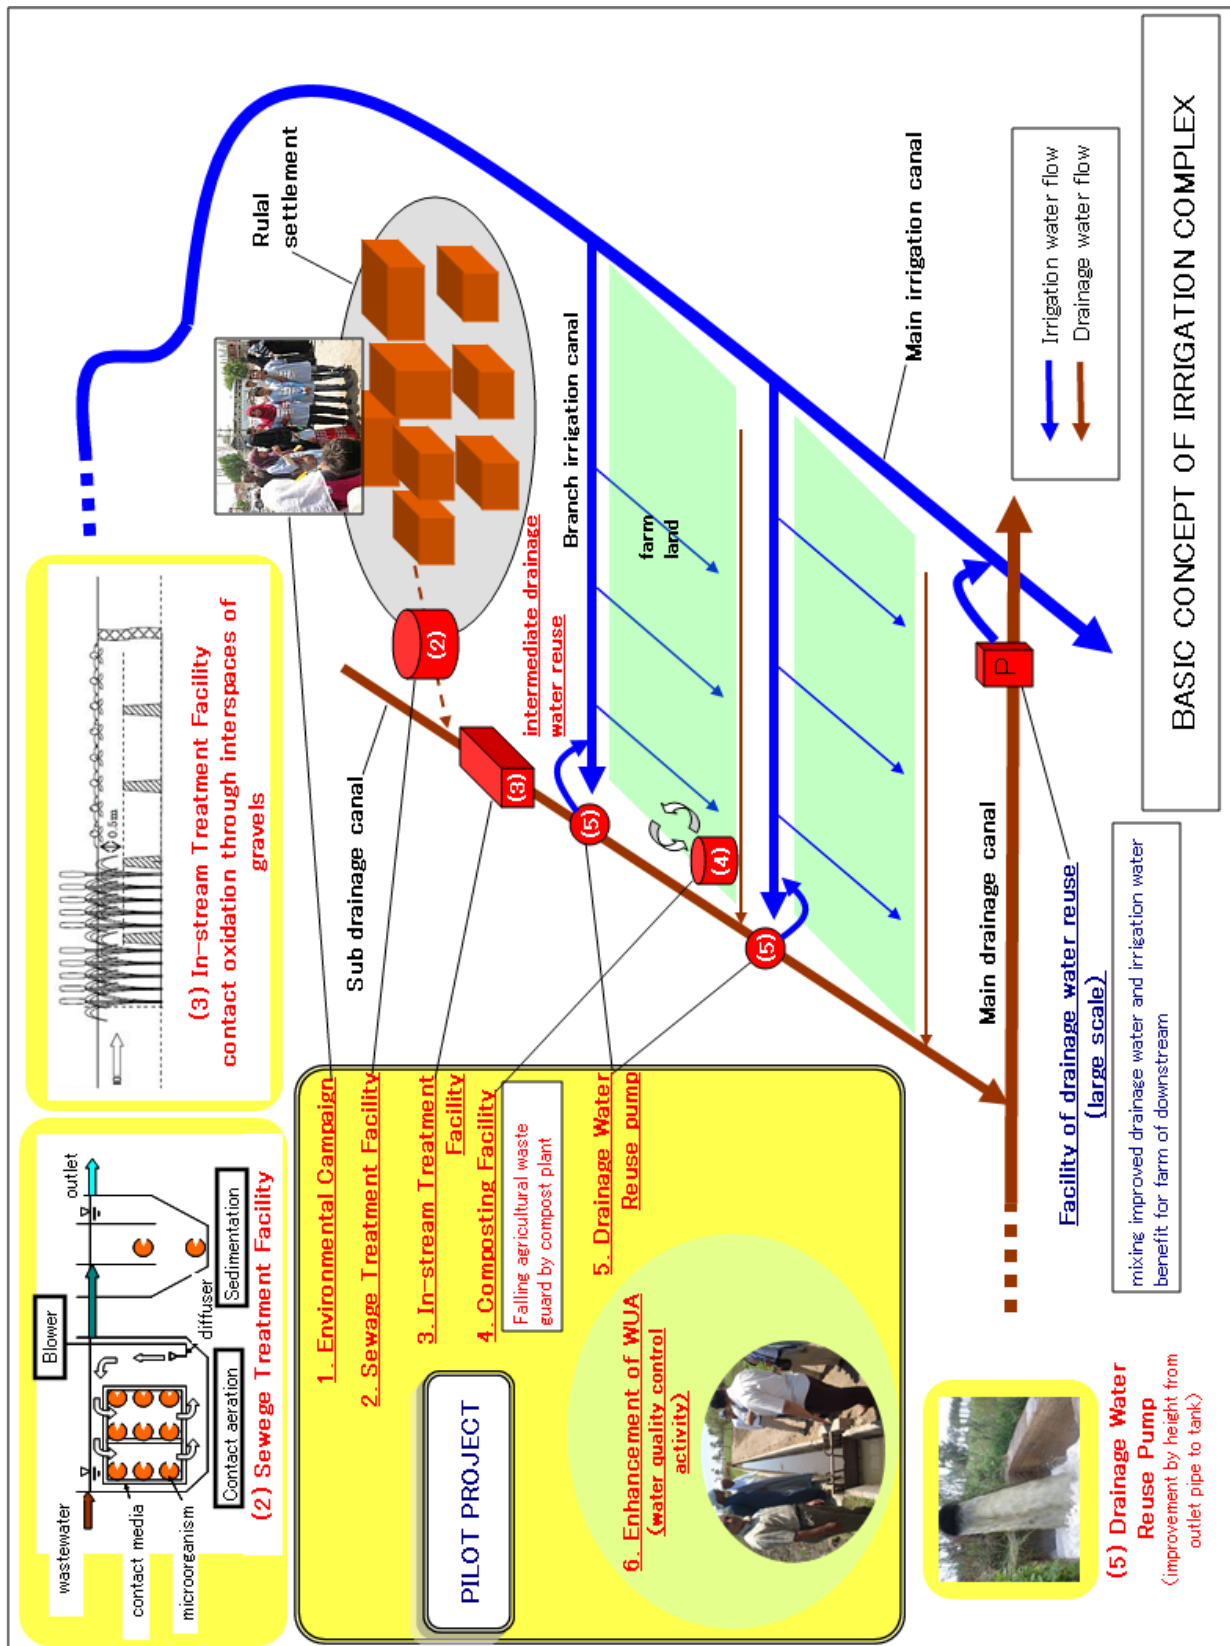 wastewater
contact media
microorganism
Blower
outlet
diffuser
Contact aeration
Sedimentation
(2) Sewege Treatment Facility
0.5m
(3) In-stream Treatment Facility
contact oxidation through interspaces of
gravels
PILOT PROJECT
1. Environmental Campaign
2. Sewage Treatment Facility
3. In-stream Treatment
Facility
4. Composting Facility
Falling agricultural waste
guard by compost plant
5. Drainage Water
Reuse pump
6. Enhancement of WUA
(water quality control
activity)
(5) Drainage Water
Reuse Pump
(improvement by height from
outlet pipe to tank)
Rulal
settlement
Sub drainage canal
(2)
(3)
intermediate drainage
water reuse
Branch irrigation canal
(5)
farm
land
(4)
(5)
Main irrigation canal
Main drainage canal
P
Facility of drainage water reuse
(large scale)
mixing improved drainage water and irrigation water
benefit for farm of downstream
Irrigation water flow
Drainage water flow
BASIC CONCEPT OF IRRIGATION COMPLEX